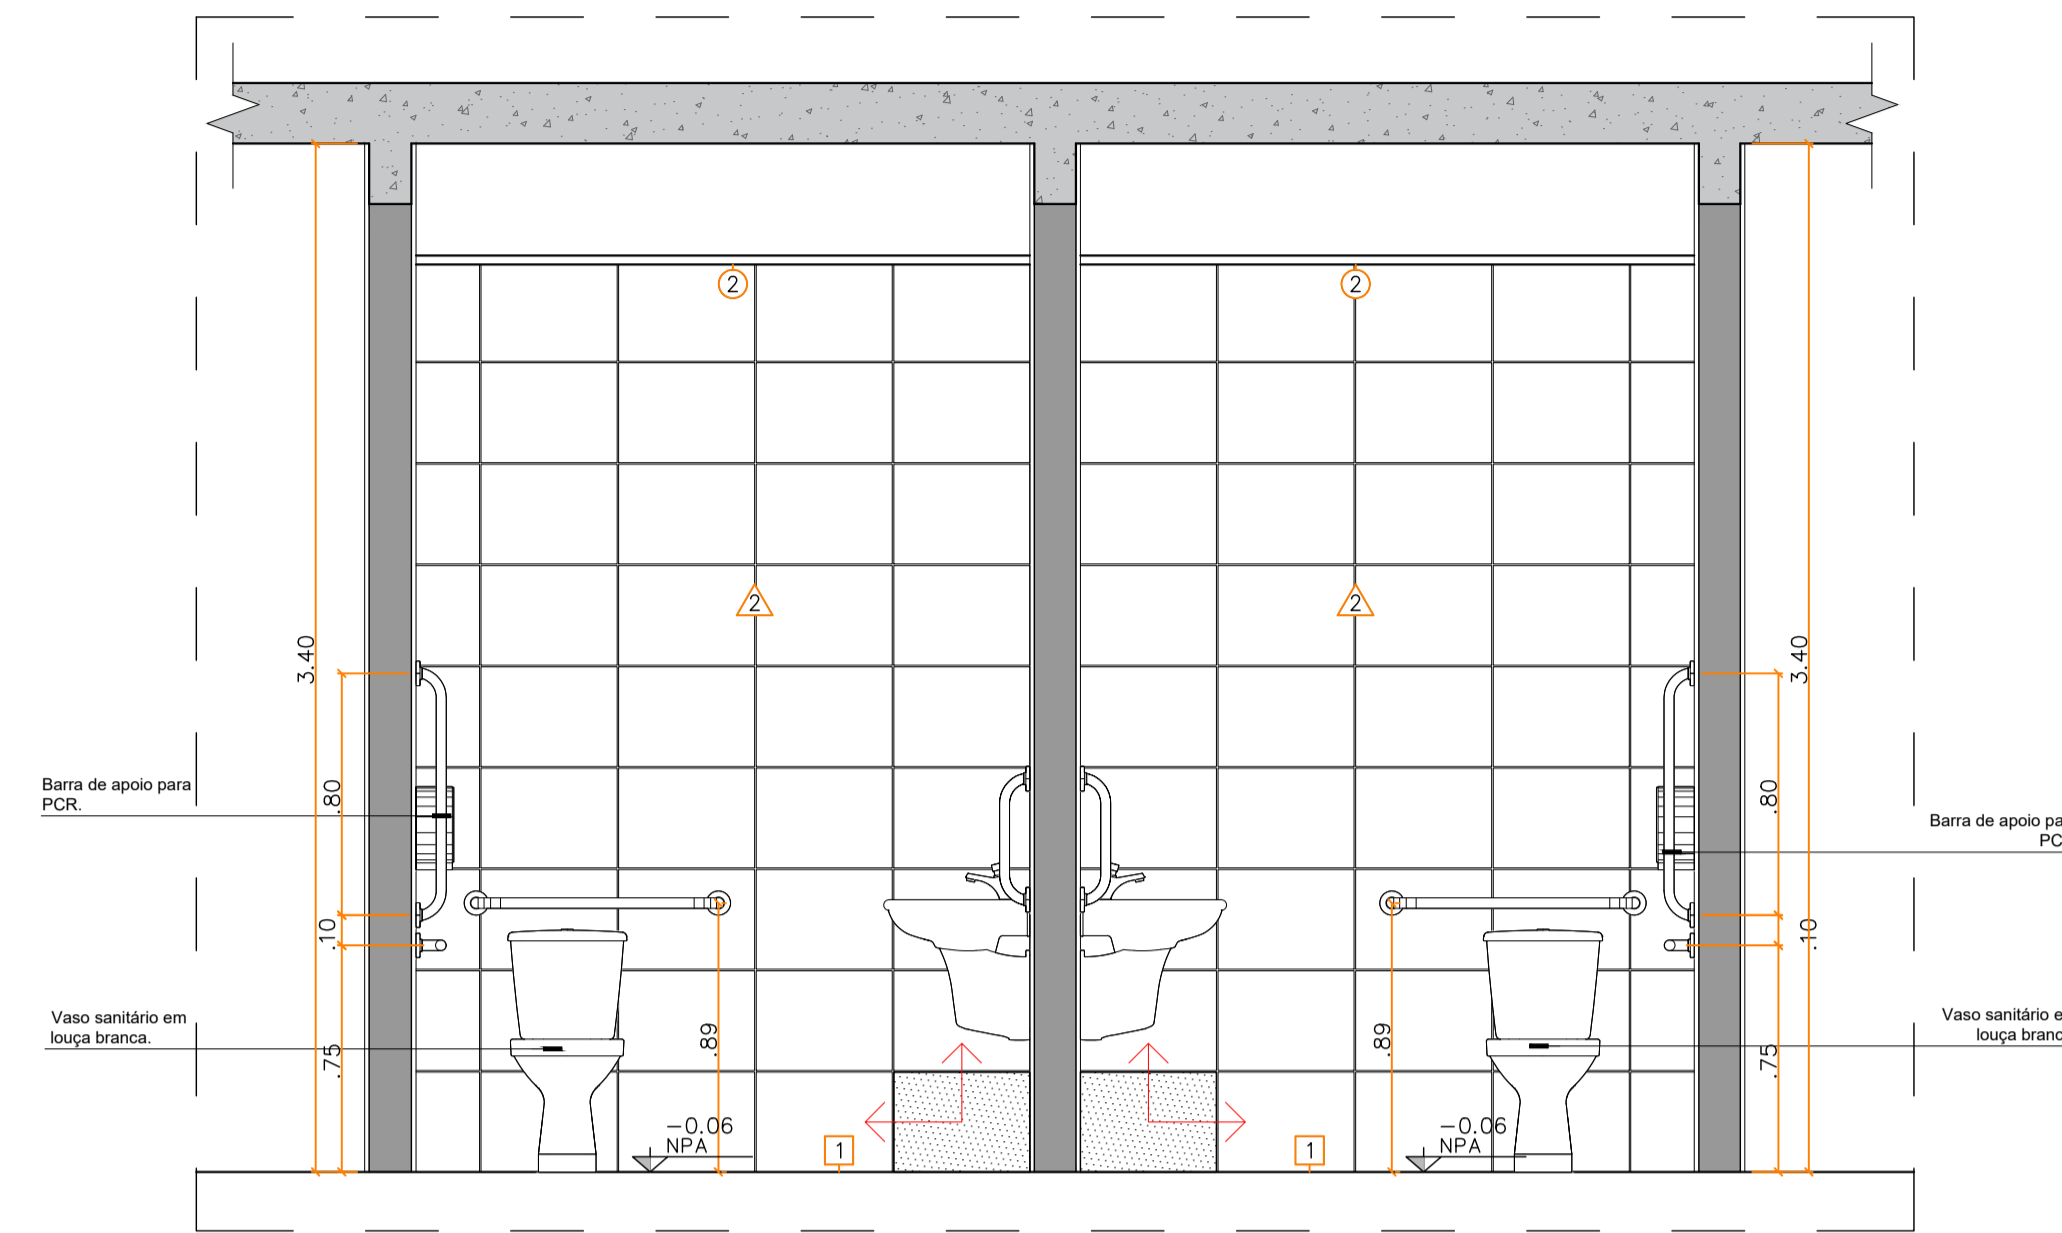 2
2
2
2
3.40
3.40
Barra de apoio para
PCR.
.80
.80
Barra de apoio pa
PC
.10
.10
Vaso sanitário em
louça branca.
.75
.89
.89
.75
Vaso sanitário e
louça branc
-0.06
NPA
1
1
-0.06
NPA